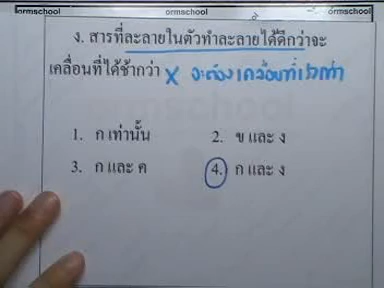 ormschool ormschool ormschool
ง. สารที่ละลายในตัวทำละลายได้ดีกว่าจะ
เคลื่อนที่ได้ช้ากว่า X จะต้องเคลื่อนที่เร็วกว่า
1. ก เท่านั้น 2. ข และ ง
3. ก และ ค 4. ก และ ง